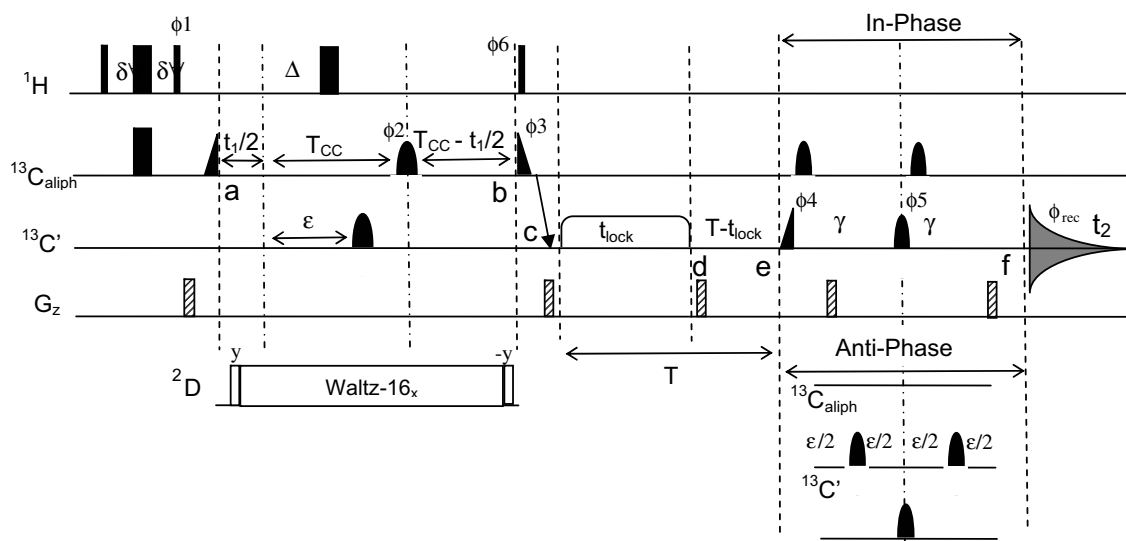 In-Phase
ϕ1
ϕ6
¹H
δ
δ
Δ
ϕ2
ϕ3
t₁/2
T_CC
T_CC - t₁/2
¹³C_aliph
a
b
ϕ4
ϕ5
ϕ_rec
t₂
¹³C'
ε
c
t_lock
T-t_lock
γ
γ
d
e
f
G_z
y
-y
²D
Waltz-16ₓ
T
Anti-Phase
¹³C_aliph
ε/2
ε/2
ε/2
ε/2
¹³C'